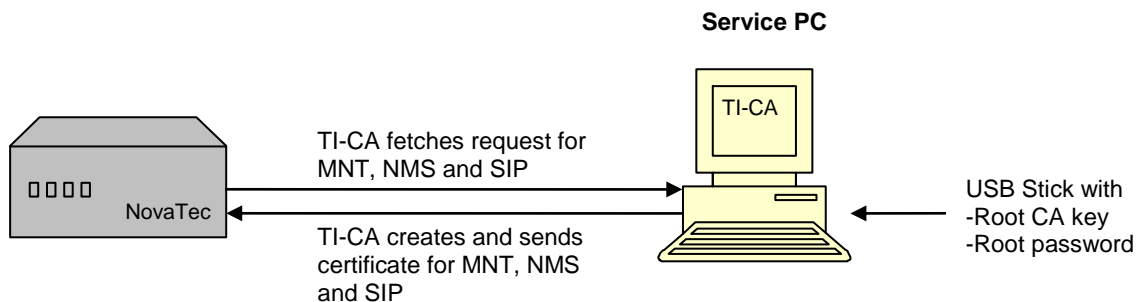 Service PC
TI-CA
TI-CA fetches request for
MNT, NMS and SIP
NovaTec
TI-CA creates and sends
certificate for MNT, NMS
and SIP
USB Stick with
-Root CA key
-Root password